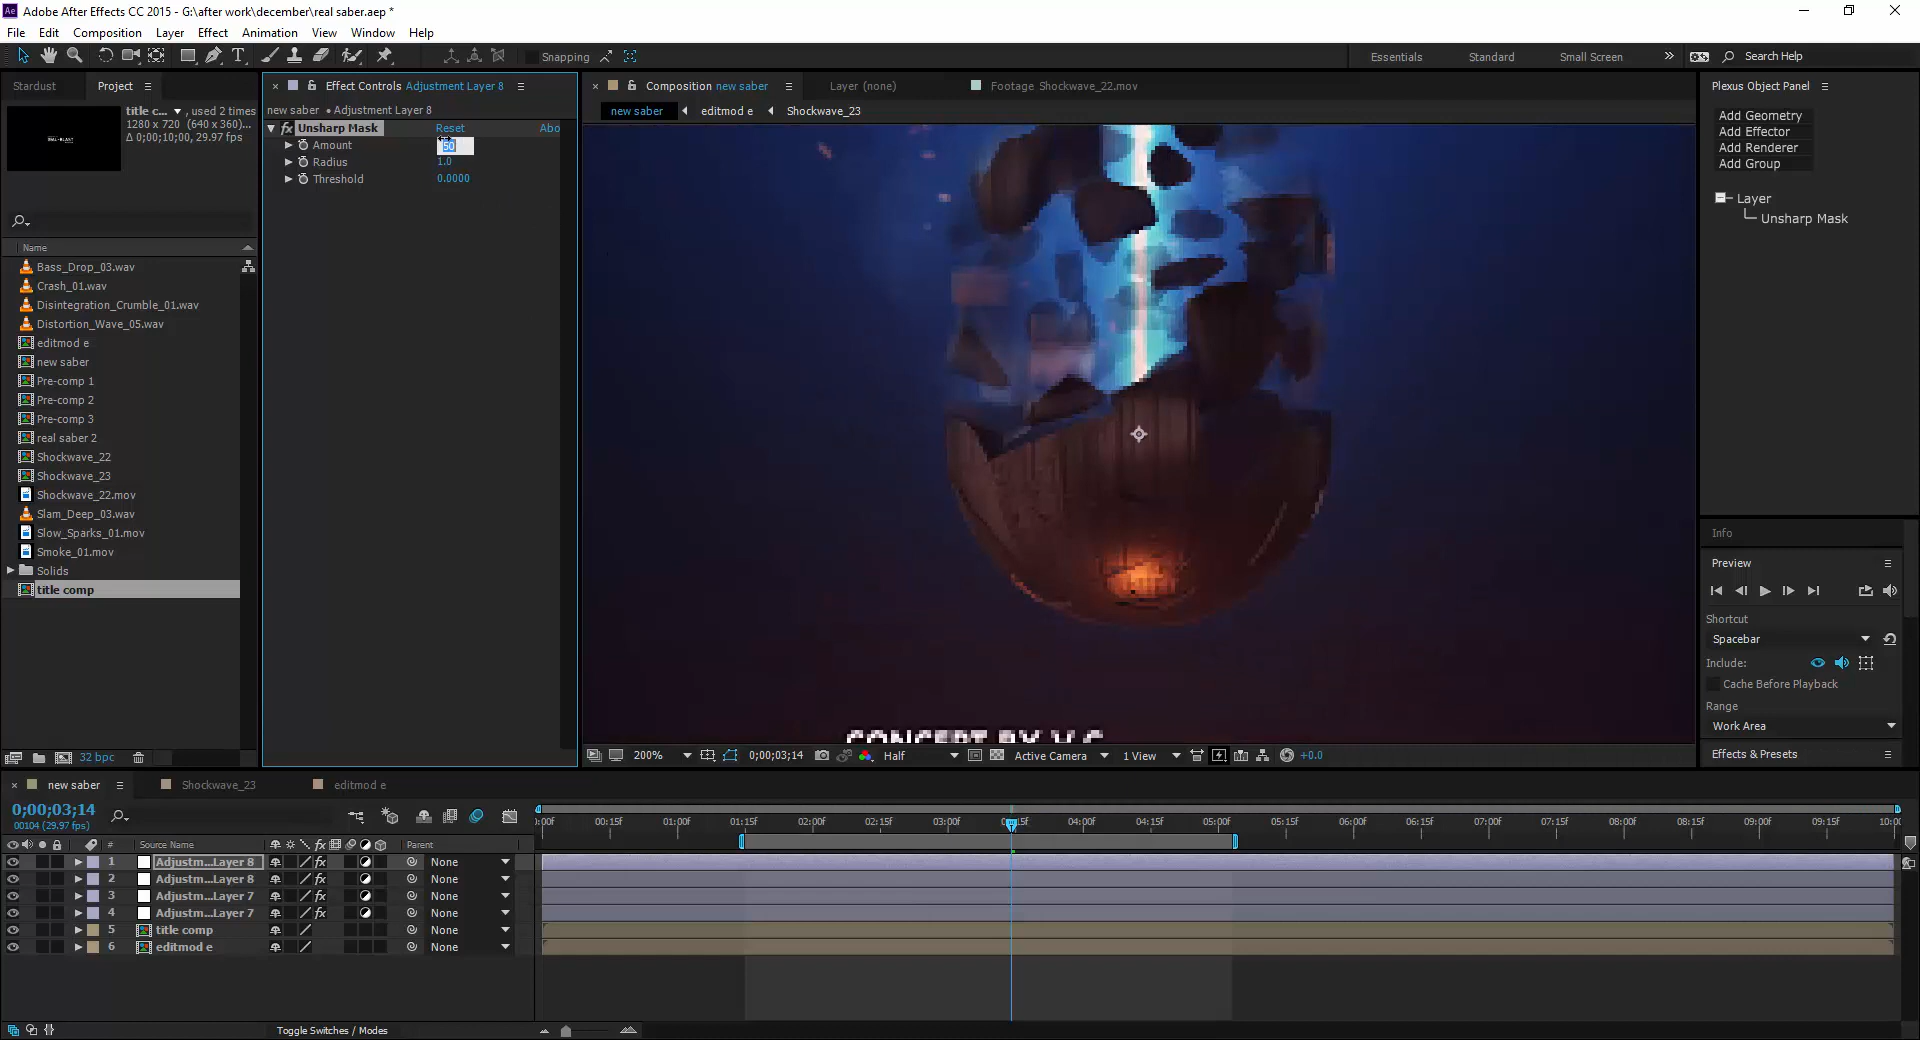 Adobe After Effects CC 2015 - G:\after work\december\real saber.aep *
File Edit Composition Layer Effect Animation View Window Help
Snapping Essentials Standard Small Screen Search Help
Stardust Project
title c... , used 2 times
1280 x 720 (640 x 360)...
Δ 0;00;10;00, 29.97 fps
Name
Bass_Drop_03.wav
Crash_01.wav
Disintegration_Crumble_01.wav
Distortion_Wave_05.wav
editmod e
new saber
Pre-comp 1
Pre-comp 2
Pre-comp 3
real saber 2
Shockwave_22
Shockwave_23
Shockwave_22.mov
Slam_Deep_03.wav
Slow_Sparks_01.mov
Smoke_01.mov
Solids
title comp
32 bpc
Effect Controls Adjustment Layer 8
new saber • Adjustment Layer 8
fx Unsharp Mask Reset Abo
Amount 50
Radius 1.0
Threshold 0.0000
Composition new saber Layer (none) Footage Shockwave_22.mov
new saber editmod e Shockwave_23
CONCEPT BY V.C
200% 0;00;03;14 Half Active Camera 1 View +0.0
Plexus Object Panel
Add Geometry
Add Effector
Add Renderer
Add Group
Layer
Unsharp Mask
Info
Preview
Shortcut
Spacebar
Include:
Cache Before Playback
Range
Work Area
Effects & Presets
new saber Shockwave_23 editmod e
0;00;03;14
00104 (29.97 fps)
# Source Name fx Parent
1 Adjustm...Layer 8 fx None
2 Adjustm...Layer 8 fx None
3 Adjustm...Layer 7 fx None
4 Adjustm...Layer 7 fx None
5 title comp None
6 editmod e None
:00f 00:15f 01:00f 01:15f 02:00f 02:15f 03:00f 04:00f 04:15f 05:00f 05:15f 06:00f 06:15f 07:00f 07:15f 08:00f 08:15f 09:00f 09:15f 10:00
Toggle Switches / Modes